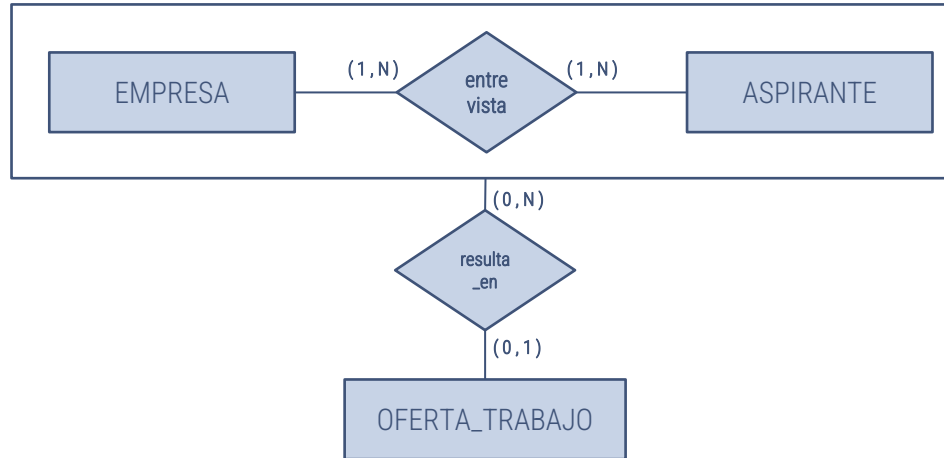 (1,N)
(1,N)
EMPRESA
entre
vista
ASPIRANTE
(0,N)
resulta
_en
(0,1)
OFERTA_TRABAJO